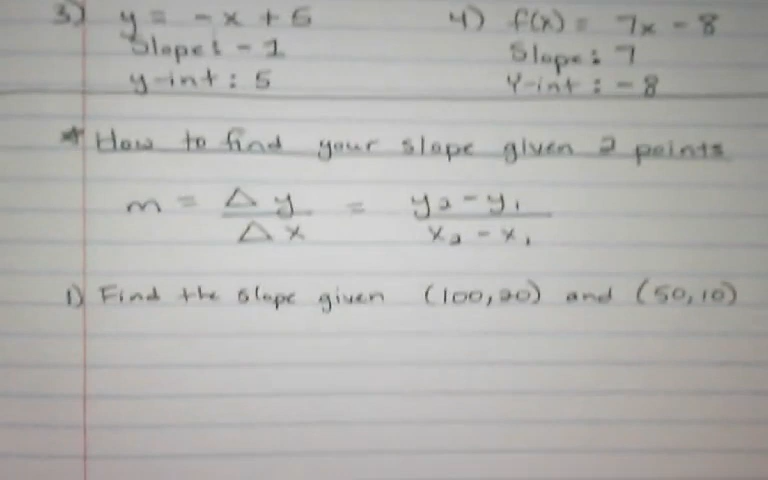 3) y = -x + 5
Slope: -1
y-int: 5
4) f(x) = 7x - 8
Slope: 7
Y-int: -8
* How to find your slope given 2 points
m = Δy / Δx = y₂ - y₁ / x₂ - x₁
1) Find the slope given (100,20) and (50,10)